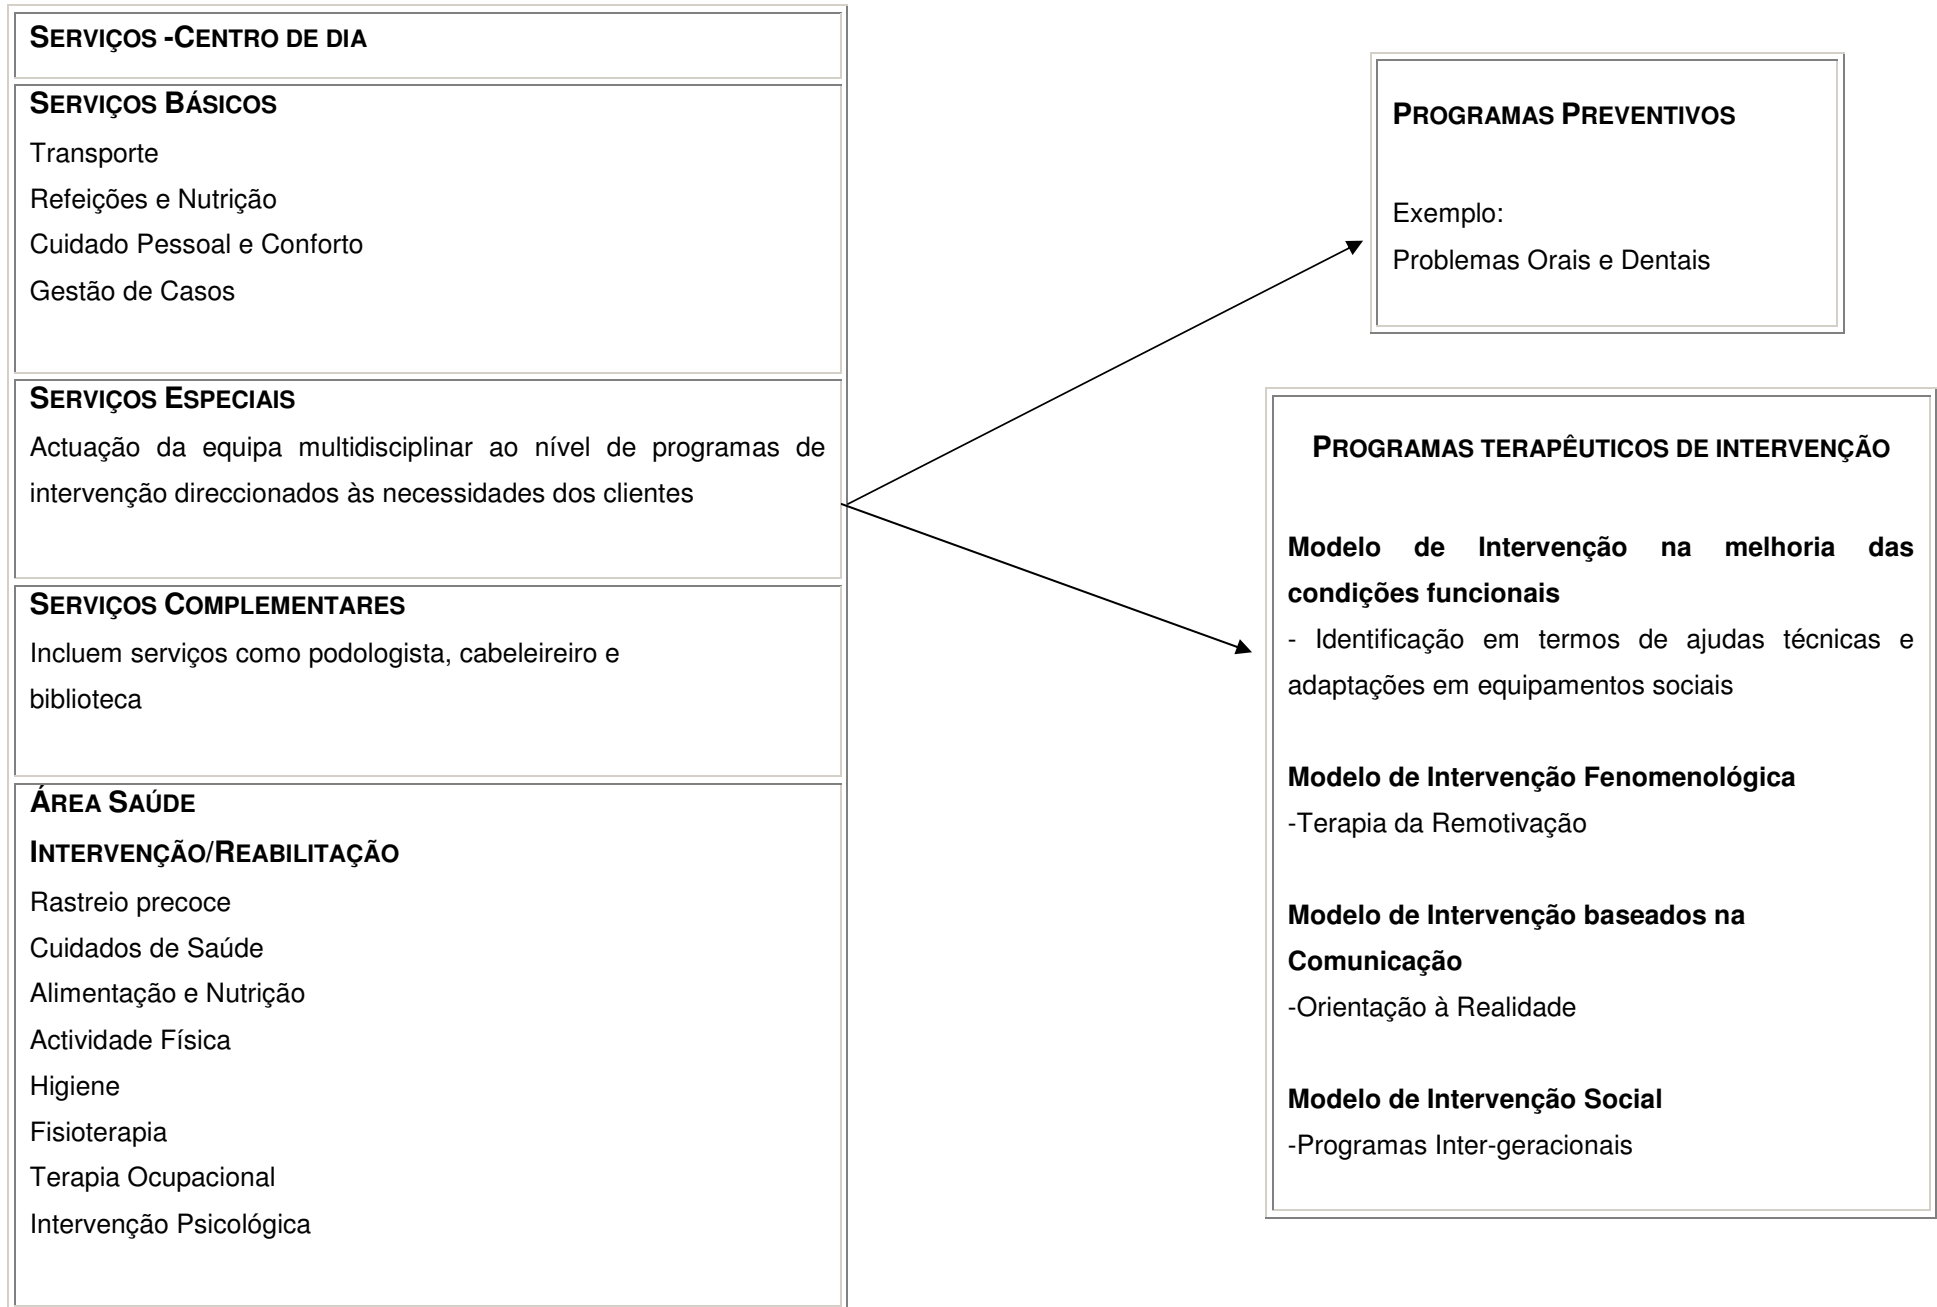 SERVIÇOS -CENTRO DE DIA
SERVIÇOS BÁSICOS
Transporte
Refeições e Nutrição
Cuidado Pessoal e Conforto
Gestão de Casos
SERVIÇOS ESPECIAIS
Actuação da equipa multidisciplinar ao nível de programas de
intervenção direccionados às necessidades dos clientes
SERVIÇOS COMPLEMENTARES
Incluem serviços como podologista, cabeleireiro e
biblioteca
ÁREA SAÚDE
INTERVENÇÃO/REABILITAÇÃO
Rastreio precoce
Cuidados de Saúde
Alimentação e Nutrição
Actividade Física
Higiene
Fisioterapia
Terapia Ocupacional
Intervenção Psicológica
PROGRAMAS PREVENTIVOS
Exemplo:
Problemas Orais e Dentais
PROGRAMAS TERAPÊUTICOS DE INTERVENÇÃO
Modelo de Intervenção na melhoria das
condições funcionais
- Identificação em termos de ajudas técnicas e
adaptações em equipamentos sociais
Modelo de Intervenção Fenomenológica
-Terapia da Remotivação
Modelo de Intervenção baseados na
Comunicação
-Orientação à Realidade
Modelo de Intervenção Social
-Programas Inter-geracionais